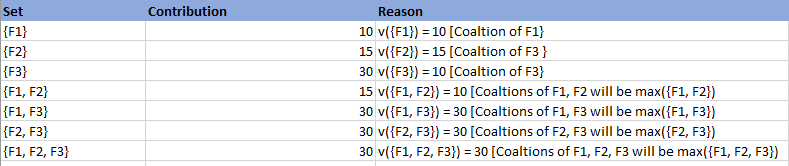 Set Contribution Reason
{F1} 10 v({F1}) = 10 [Coaltion of F1}
{F2} 15 v({F2}) = 15 [Coaltion of F3 }
{F3} 30 v({F3}) = 10 [Coaltion of F3}
{F1, F2} 15 v({F1, F2}) = 10 [Coaltions of F1, F2 will be max({F1, F2})
{F1, F3} 30 v({F1, F3}) = 30 [Coaltions of F1, F3 will be max({F1, F3})
{F2, F3} 30 v({F2, F3}) = 30 [Coaltions of F2, F3 will be max({F2, F3})
{F1, F2, F3} 30 v({F1, F2, F3}) = 30 [Coaltions of F1, F2, F3 will be max({F1, F2, F3})